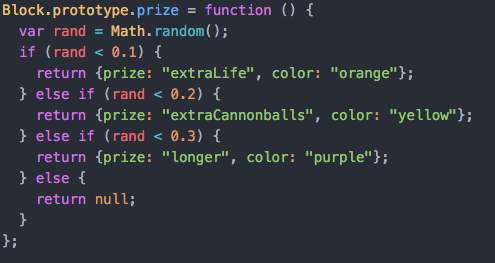 Block.prototype.prize = function () {
  var rand = Math.random();
  if (rand < 0.1) {
    return {prize: "extraLife", color: "orange"};
  } else if (rand < 0.2) {
    return {prize: "extraCannonballs", color: "yellow"};
  } else if (rand < 0.3) {
    return {prize: "longer", color: "purple"};
  } else {
    return null;
  }
};